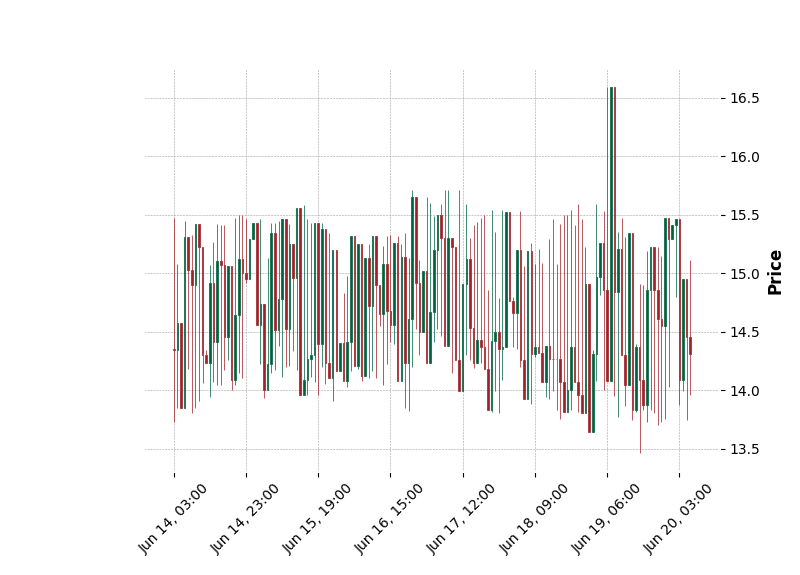 16.5
16.0
15.5
15.0
14.5
14.0
13.5
Price
Jun 14, 03:00
Jun 14, 23:00
Jun 15, 19:00
Jun 16, 15:00
Jun 17, 12:00
Jun 18, 09:00
Jun 19, 06:00
Jun 20, 03:00